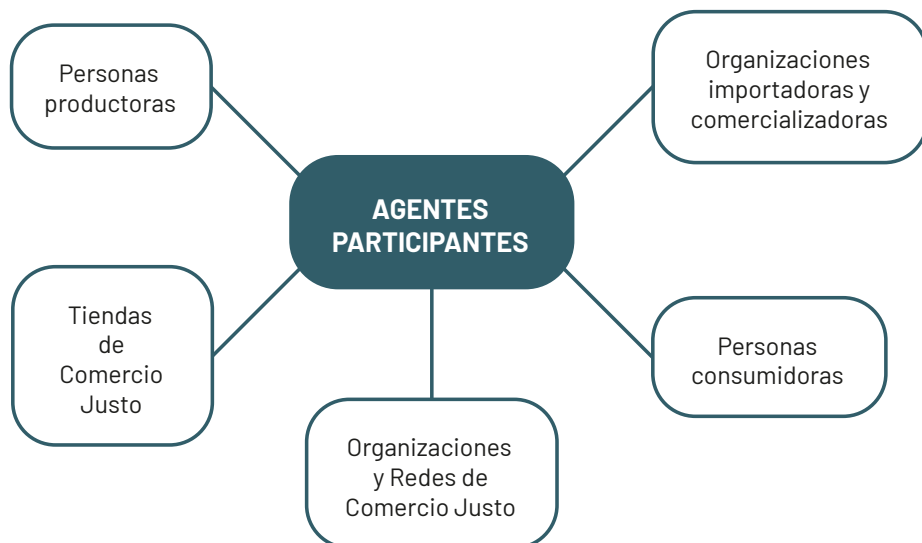 Personas
productoras
Organizaciones
importadoras y
comercializadoras
AGENTES
PARTICIPANTES
Tiendas
de
Comercio
Justo
Personas
consumidoras
Organizaciones
y Redes de
Comercio Justo